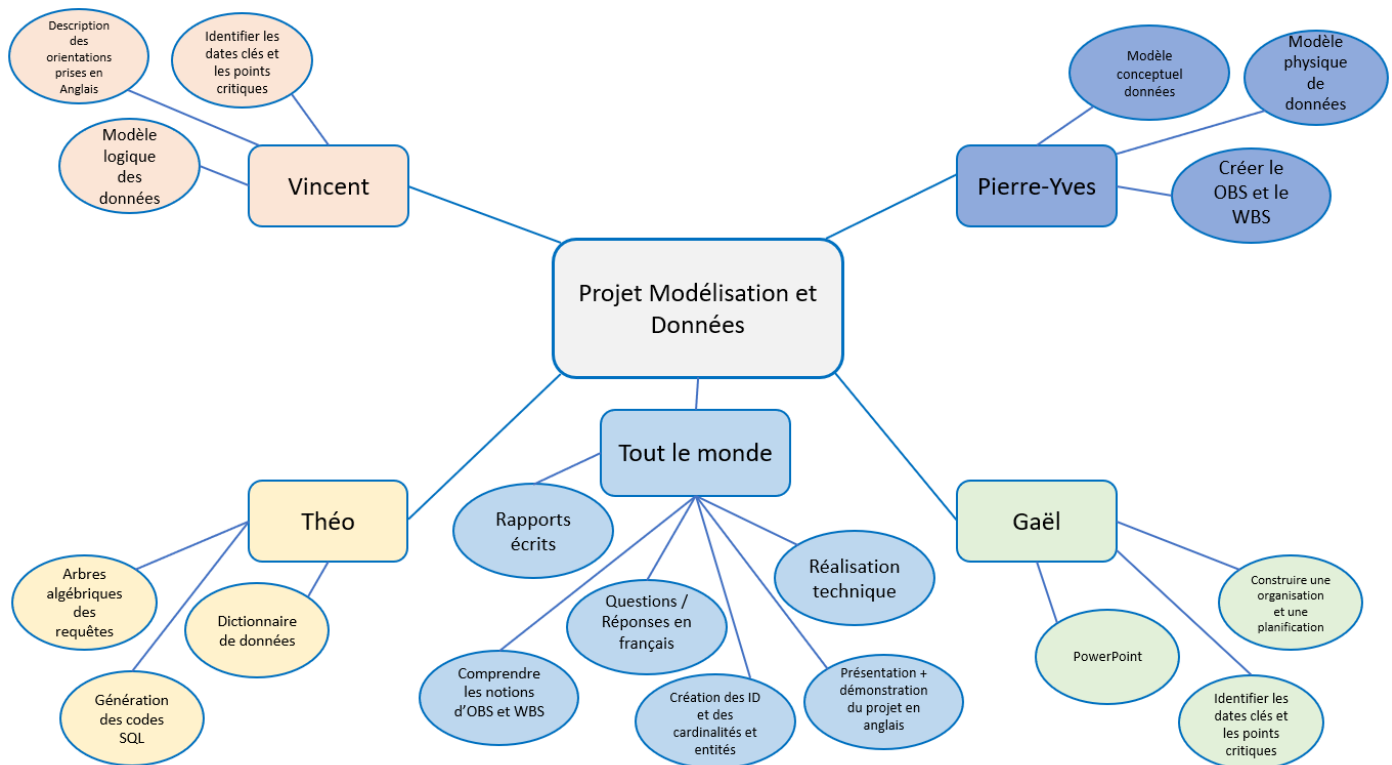 Description
des
orientations
prises en
Anglais
Identifier les
dates clés et
les points
critiques
Modèle
logique
des
données
Vincent
Modèle
conceptuel
données
Modèle
physique
de
données
Créer le
OBS et le
WBS
Pierre-Yves
Projet Modélisation et
Données
Tout le monde
Rapports
écrits
Comprendre
les notions
d’OBS et WBS
Questions /
Réponses en
français
Création des ID
et des
cardinalités et
entités
Présentation +
démonstration
du projet en
anglais
Réalisation
technique
Théo
Arbres
algébriques
des
requêtes
Génération
des codes
SQL
Dictionnaire
de données
Gaël
PowerPoint
Construire une
organisation
et une
planification
Identifier les
dates clés et
les points
critiques